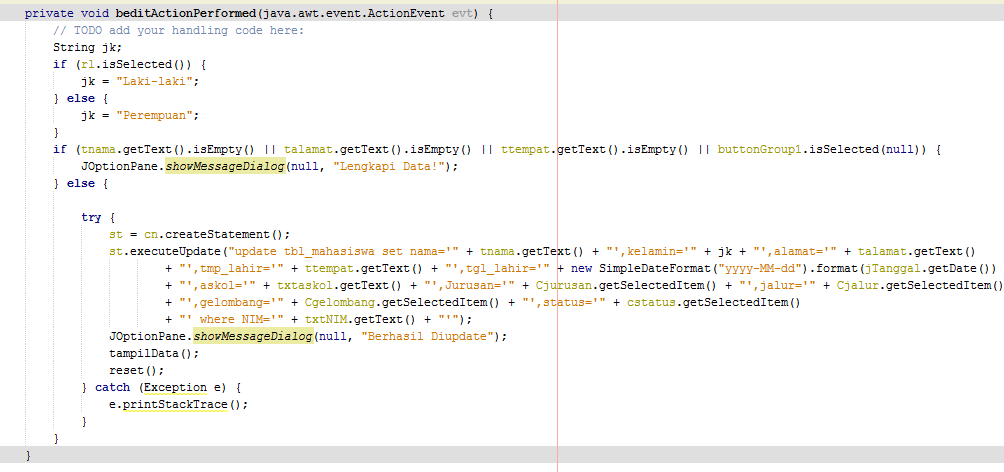 private void beditActionPerformed(java.awt.event.ActionEvent evt) {
// TODO add your handling code here:
String jk;
if (rl.isSelected()) {
jk = "Laki-laki";
} else {
jk = "Perempuan";
}
if (tnama.getText().isEmpty() || talamat.getText().isEmpty() || ttempat.getText().isEmpty() || buttonGroup1.isSelected(null)) {
JOptionPane.showMessageDialog(null, "Lengkapi Data!");
} else {
try {
st = cn.createStatement();
st.executeUpdate("update tbl_mahasiswa set nama='" + tnama.getText() + "',kelamin='" + jk + "',alamat='" + talamat.getText()
+ "',tmp_lahir='" + ttempat.getText() + "',tgl_lahir='" + new SimpleDateFormat("yyyy-MM-dd").format(jTanggal.getDate())
+ "',askol='" + txtaskol.getText() + "',Jurusan='" + Cjurusan.getSelectedItem() + "',jalur='" + Cjalur.getSelectedItem()
+ "',gelombang='" + Cgelombang.getSelectedItem() + "',status='" + cstatus.getSelectedItem()
+ "' where NIM='" + txtNIM.getText() + "'");
JOptionPane.showMessageDialog(null, "Berhasil Diupdate");
tampilData();
reset();
} catch (Exception e) {
e.printStackTrace();
}
}
}